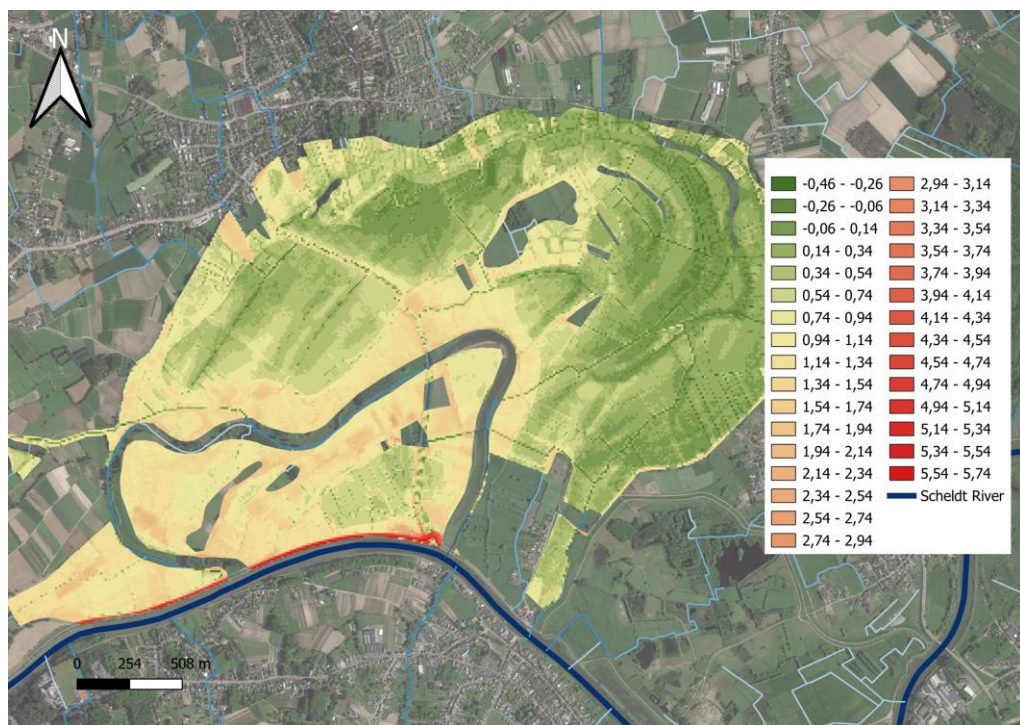 N
-0,46 - -0,26
-0,26 - -0,06
-0,06 - 0,14
0,14 - 0,34
0,34 - 0,54
0,54 - 0,74
0,74 - 0,94
0,94 - 1,14
1,14 - 1,34
1,34 - 1,54
1,54 - 1,74
1,74 - 1,94
1,94 - 2,14
2,14 - 2,34
2,34 - 2,54
2,54 - 2,74
2,74 - 2,94
2,94 - 3,14
3,14 - 3,34
3,34 - 3,54
3,54 - 3,74
3,74 - 3,94
3,94 - 4,14
4,14 - 4,34
4,34 - 4,54
4,54 - 4,74
4,74 - 4,94
4,94 - 5,14
5,14 - 5,34
5,34 - 5,54
5,54 - 5,74
Scheldt River
0 254 508 m